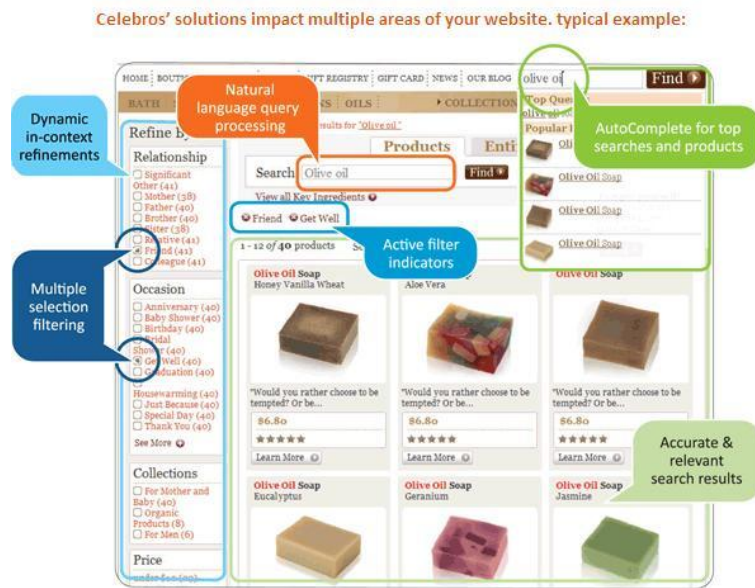 Celebros' solutions impact multiple areas of your website. typical example:
HOME
GIFT REGISTRY
GIFT CARD
NEWS
OUR BLOG
olive oi
Find
BATH
OILS
COLLECTION
Top
Popular
Olive Oil Soap
Olive Oil Soap
Olive Oil Soap
AutoComplete for top
searches and products
Natural
language query
processing
Dynamic
in-context
refinements
Refine By
results for "Olive oil"
Products
Search
Olive oil
Find
View all Key Ingredients
Friend
Get Well
Active filter
indicators
1 - 12 of 40 products
Relationship
Significant
Other (41)
Mother (38)
Father (40)
Brother (40)
Sister (38)
Relative (41)
Friend (41)
Colleague (41)
Multiple
selection
filtering
Occasion
Anniversary (40)
Baby Shower (40)
Birthday (40)
Bridal
Shower (40)
Get Well (40)
Graduation (40)
Housewarming (40)
Just Because (40)
Special Day (40)
Thank You (40)
See More
Collections
For Mother and
Baby (40)
Organic
Products (8)
For Men (6)
Price
Olive Oil Soap
Honey Vanilla Wheat
"Would you rather choose to be
tempted? Or be...
$6.80
Learn More
Aloe Vera
"Would you rather choose to be
tempted? Or be...
$6.80
Learn More
Olive Oil Soap
"Would you rather choose to be
tempted? Or be...
$6.80
Learn More
Accurate &
relevant
search results
Olive Oil Soap
Eucalyptus
Olive Oil Soap
Geranium
Olive Oil Soap
Jasmine